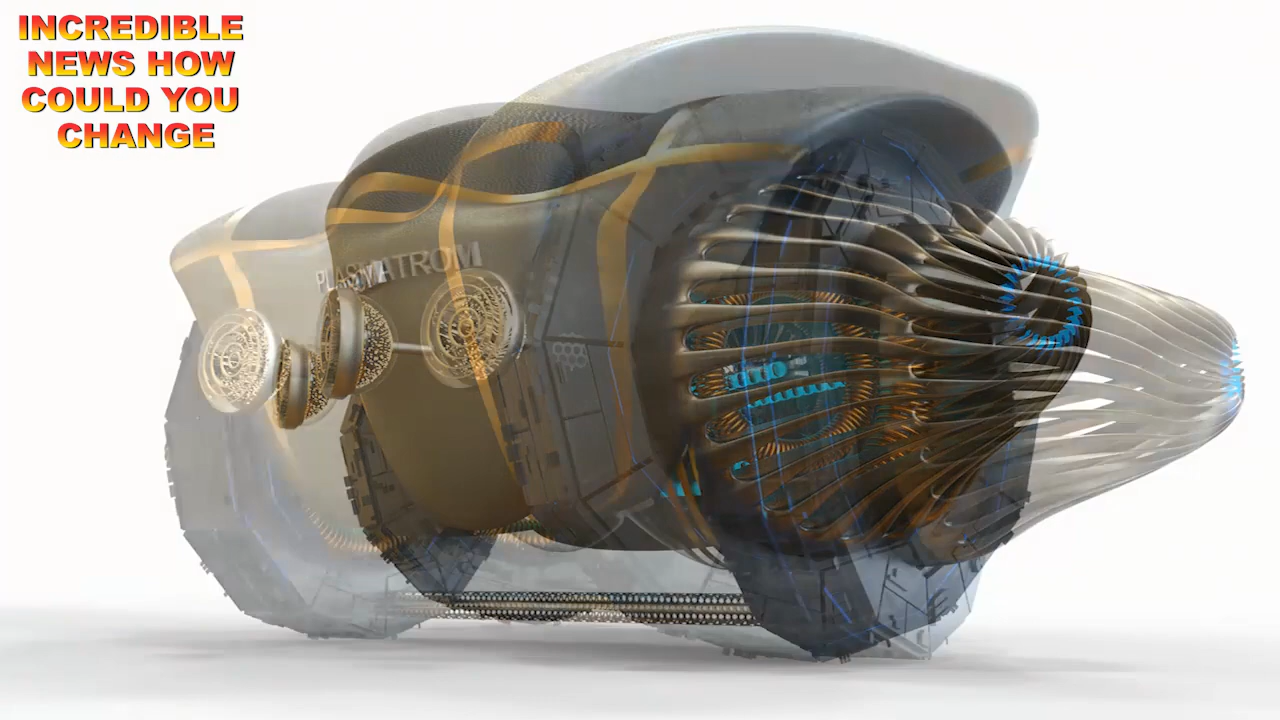 INCREDIBLE
NEWS HOW
COULD YOU
CHANGE
PLASMATROM